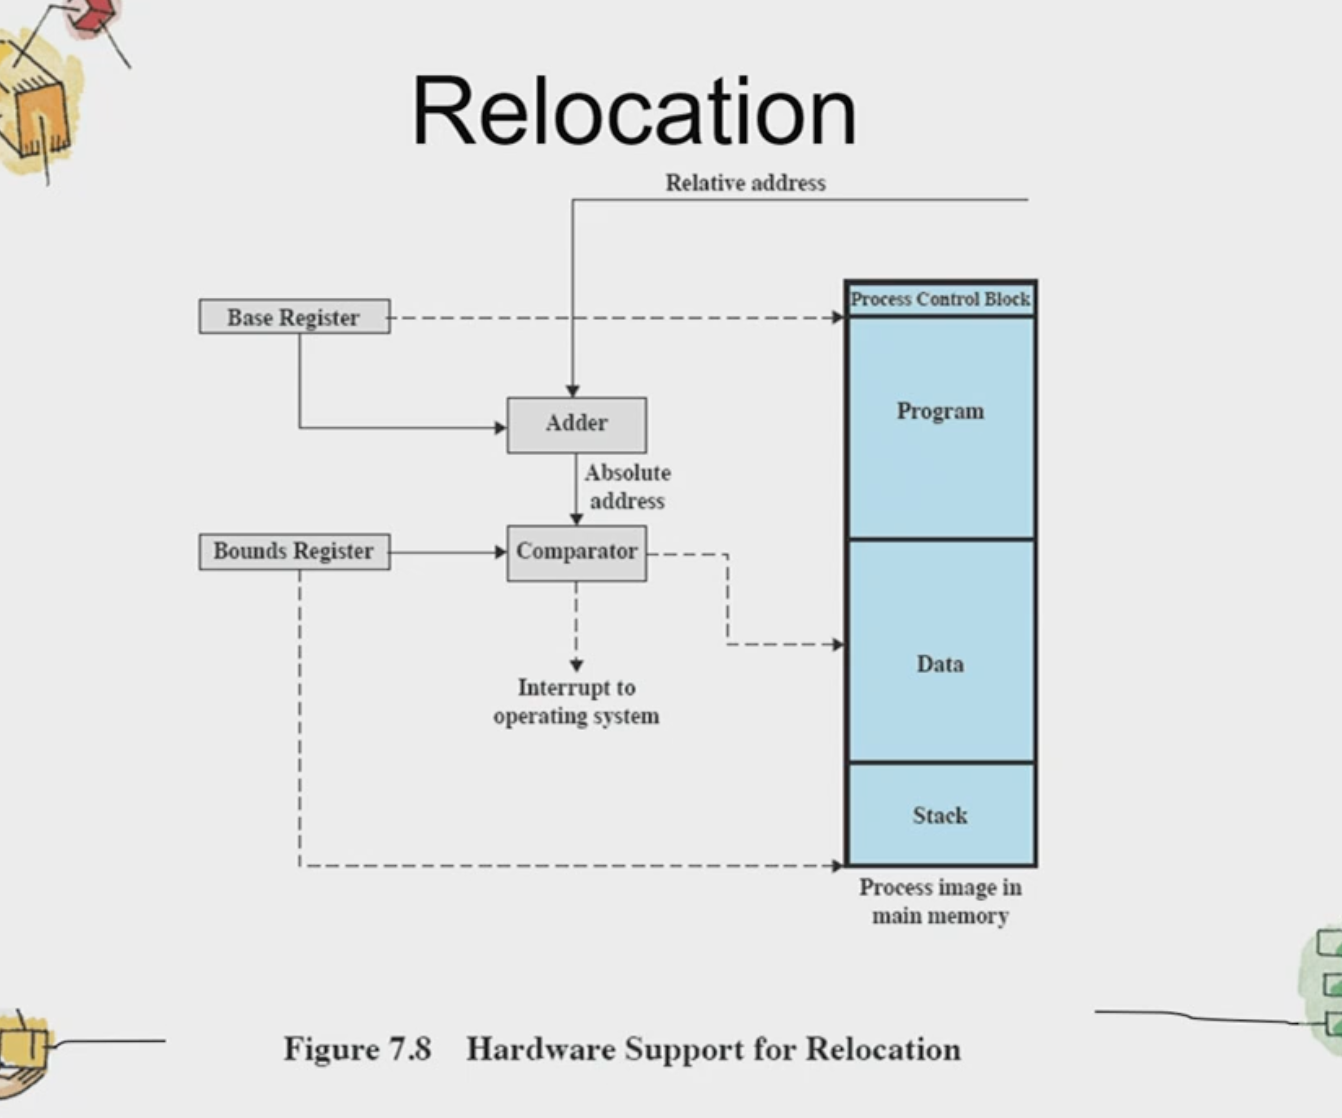 Relocation
Relative address
Process Control Block
Base Register
Program
Adder
Absolute
address
Bounds Register
Comparator
Data
Interrupt to
operating system
Stack
Process image in
main memory
Figure 7.8 Hardware Support for Relocation